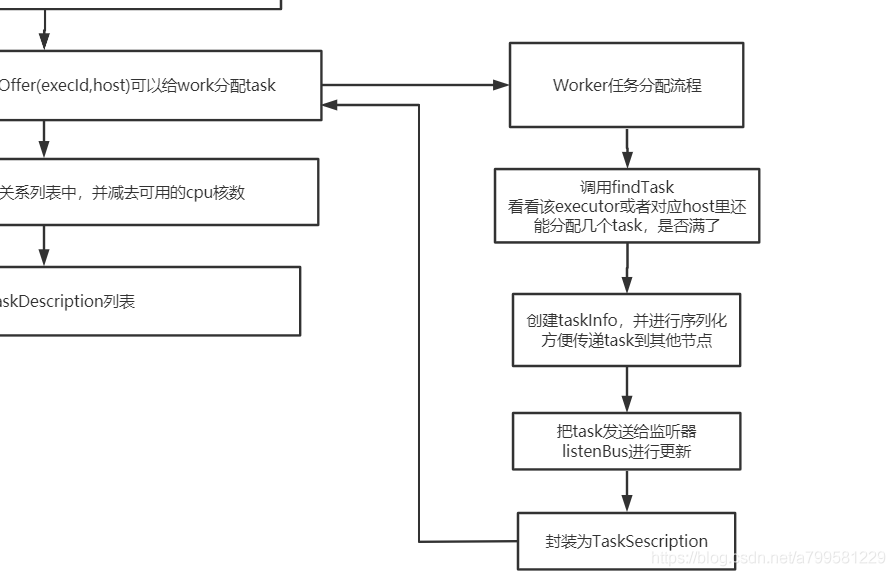 Offer(execId,host)可以给work分配task
关系列表中，并减去可用的cpu核数
askDescription列表
Worker任务分配流程
调用findTask
看看该executor或者对应host里还
能分配几个task，是否满了
创建taskInfo，并进行序列化
方便传递task到其他节点
把task发送给监听器
listenBus进行更新
封装为TaskSescription
https://blog.csdn.net/a799581229